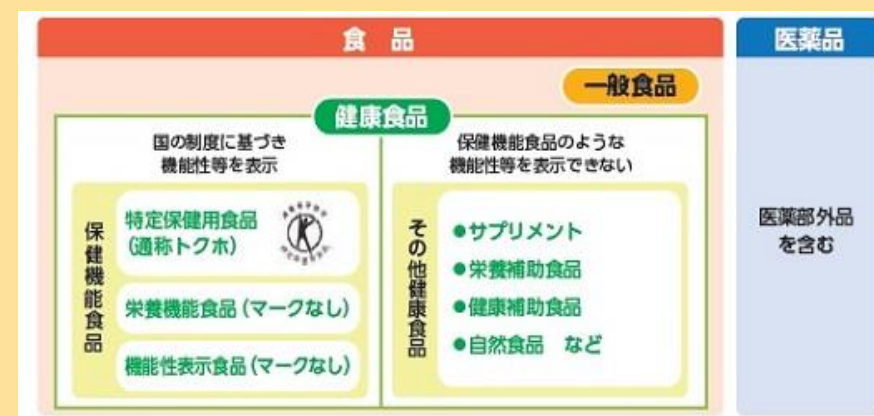 食品
医薬品
一般食品
健康食品
国の制度に基づき
機能性等を表示
保健機能食品のような
機能性等を表示できない
保健機能食品
特定保健用食品
(通称トクホ)
栄養機能食品(マークなし)
機能性表示食品(マークなし)
その他健康食品
●サプリメント
●栄養補助食品
●健康補助食品
●自然食品 など
医薬部外品
を含む